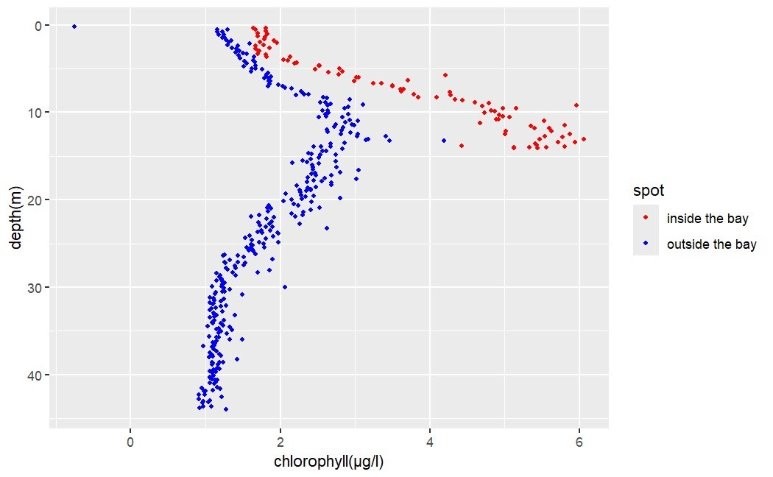 0
10
20
30
40
depth(m)
0 2 4 6
chlorophyll(µg/l)
spot
inside the bay
outside the bay